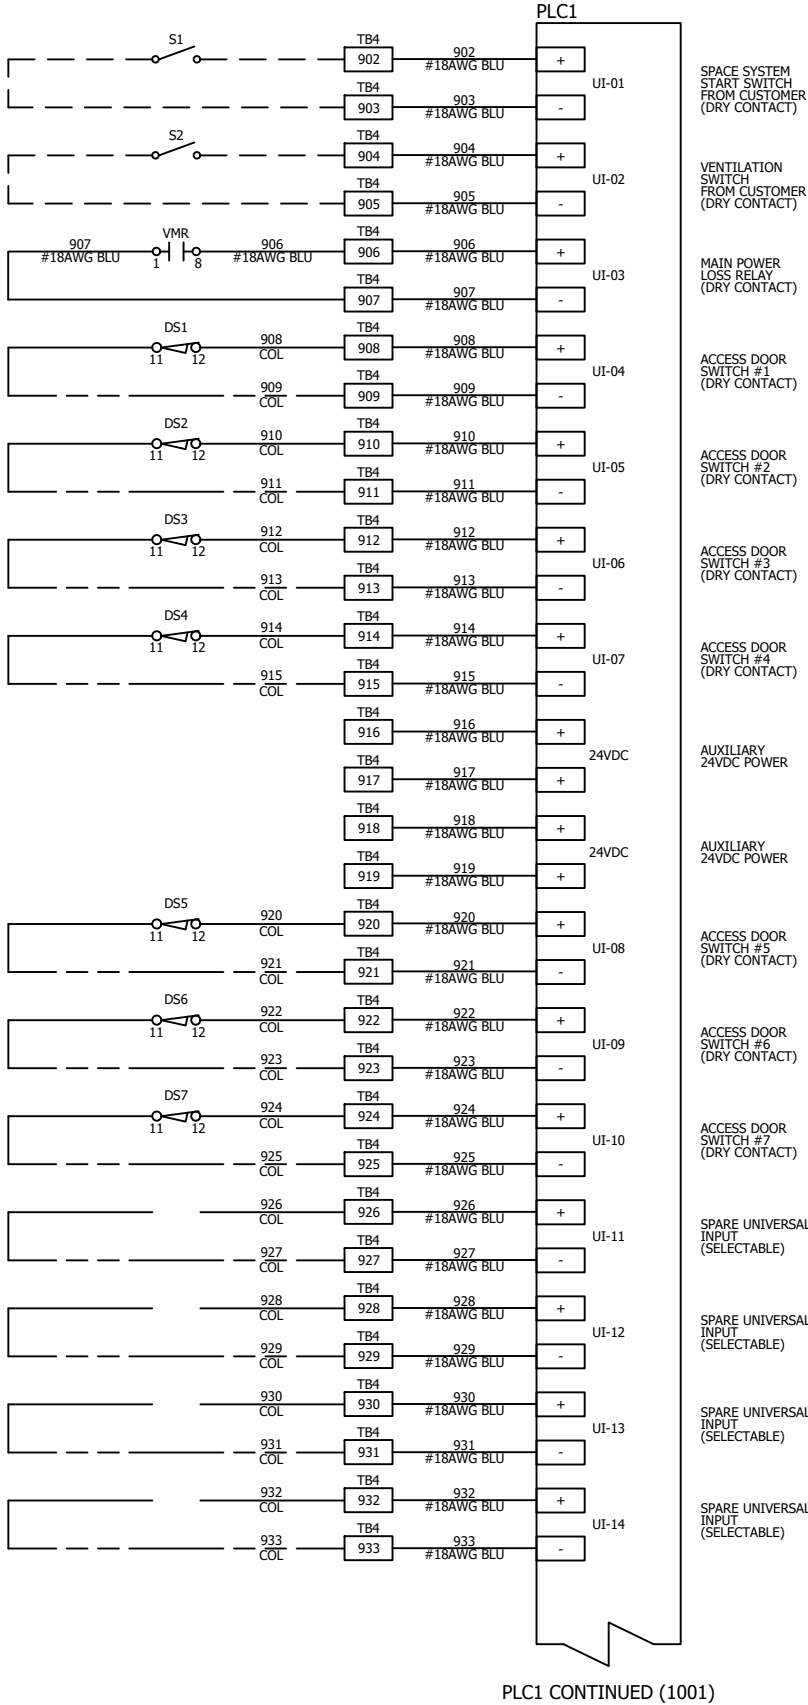 PLC1
S1
TB4
902
902
#18AWG BLU
+
UI-01
SPACE SYSTEM
START SWITCH
FROM CUSTOMER
(DRY CONTACT)
TB4
903
903
#18AWG BLU
-
S2
TB4
904
904
#18AWG BLU
+
UI-02
VENTILATION
SWITCH
FROM CUSTOMER
(DRY CONTACT)
TB4
905
905
#18AWG BLU
-
907
#18AWG BLU
VMR
1 8
906
#18AWG BLU
TB4
906
906
#18AWG BLU
+
UI-03
MAIN POWER
LOSS RELAY
(DRY CONTACT)
TB4
907
907
#18AWG BLU
-
DS1
11 12
908
COL
TB4
908
908
#18AWG BLU
+
UI-04
ACCESS DOOR
SWITCH #1
(DRY CONTACT)
909
COL
TB4
909
909
#18AWG BLU
-
DS2
11 12
910
COL
TB4
910
910
#18AWG BLU
+
UI-05
ACCESS DOOR
SWITCH #2
(DRY CONTACT)
911
COL
TB4
911
911
#18AWG BLU
-
DS3
11 12
912
COL
TB4
912
912
#18AWG BLU
+
UI-06
ACCESS DOOR
SWITCH #3
(DRY CONTACT)
913
COL
TB4
913
913
#18AWG BLU
-
DS4
11 12
914
COL
TB4
914
914
#18AWG BLU
+
UI-07
ACCESS DOOR
SWITCH #4
(DRY CONTACT)
915
COL
TB4
915
915
#18AWG BLU
-
TB4
916
916
#18AWG BLU
+
24VDC
AUXILIARY
24VDC POWER
TB4
917
917
#18AWG BLU
+
TB4
918
918
#18AWG BLU
+
24VDC
AUXILIARY
24VDC POWER
TB4
919
919
#18AWG BLU
+
DS5
11 12
920
COL
TB4
920
920
#18AWG BLU
+
UI-08
ACCESS DOOR
SWITCH #5
(DRY CONTACT)
921
COL
TB4
921
921
#18AWG BLU
-
DS6
11 12
922
COL
TB4
922
922
#18AWG BLU
+
UI-09
ACCESS DOOR
SWITCH #6
(DRY CONTACT)
923
COL
TB4
923
923
#18AWG BLU
-
DS7
11 12
924
COL
TB4
924
924
#18AWG BLU
+
UI-10
ACCESS DOOR
SWITCH #7
(DRY CONTACT)
925
COL
TB4
925
925
#18AWG BLU
-
926
COL
TB4
926
926
#18AWG BLU
+
UI-11
SPARE UNIVERSAL
INPUT
(SELECTABLE)
927
COL
TB4
927
927
#18AWG BLU
-
928
COL
TB4
928
928
#18AWG BLU
+
UI-12
SPARE UNIVERSAL
INPUT
(SELECTABLE)
929
COL
TB4
929
929
#18AWG BLU
-
930
COL
TB4
930
930
#18AWG BLU
+
UI-13
SPARE UNIVERSAL
INPUT
(SELECTABLE)
931
COL
TB4
931
931
#18AWG BLU
-
932
COL
TB4
932
932
#18AWG BLU
+
UI-14
SPARE UNIVERSAL
INPUT
(SELECTABLE)
933
COL
TB4
933
933
#18AWG BLU
-
PLC1 CONTINUED (1001)